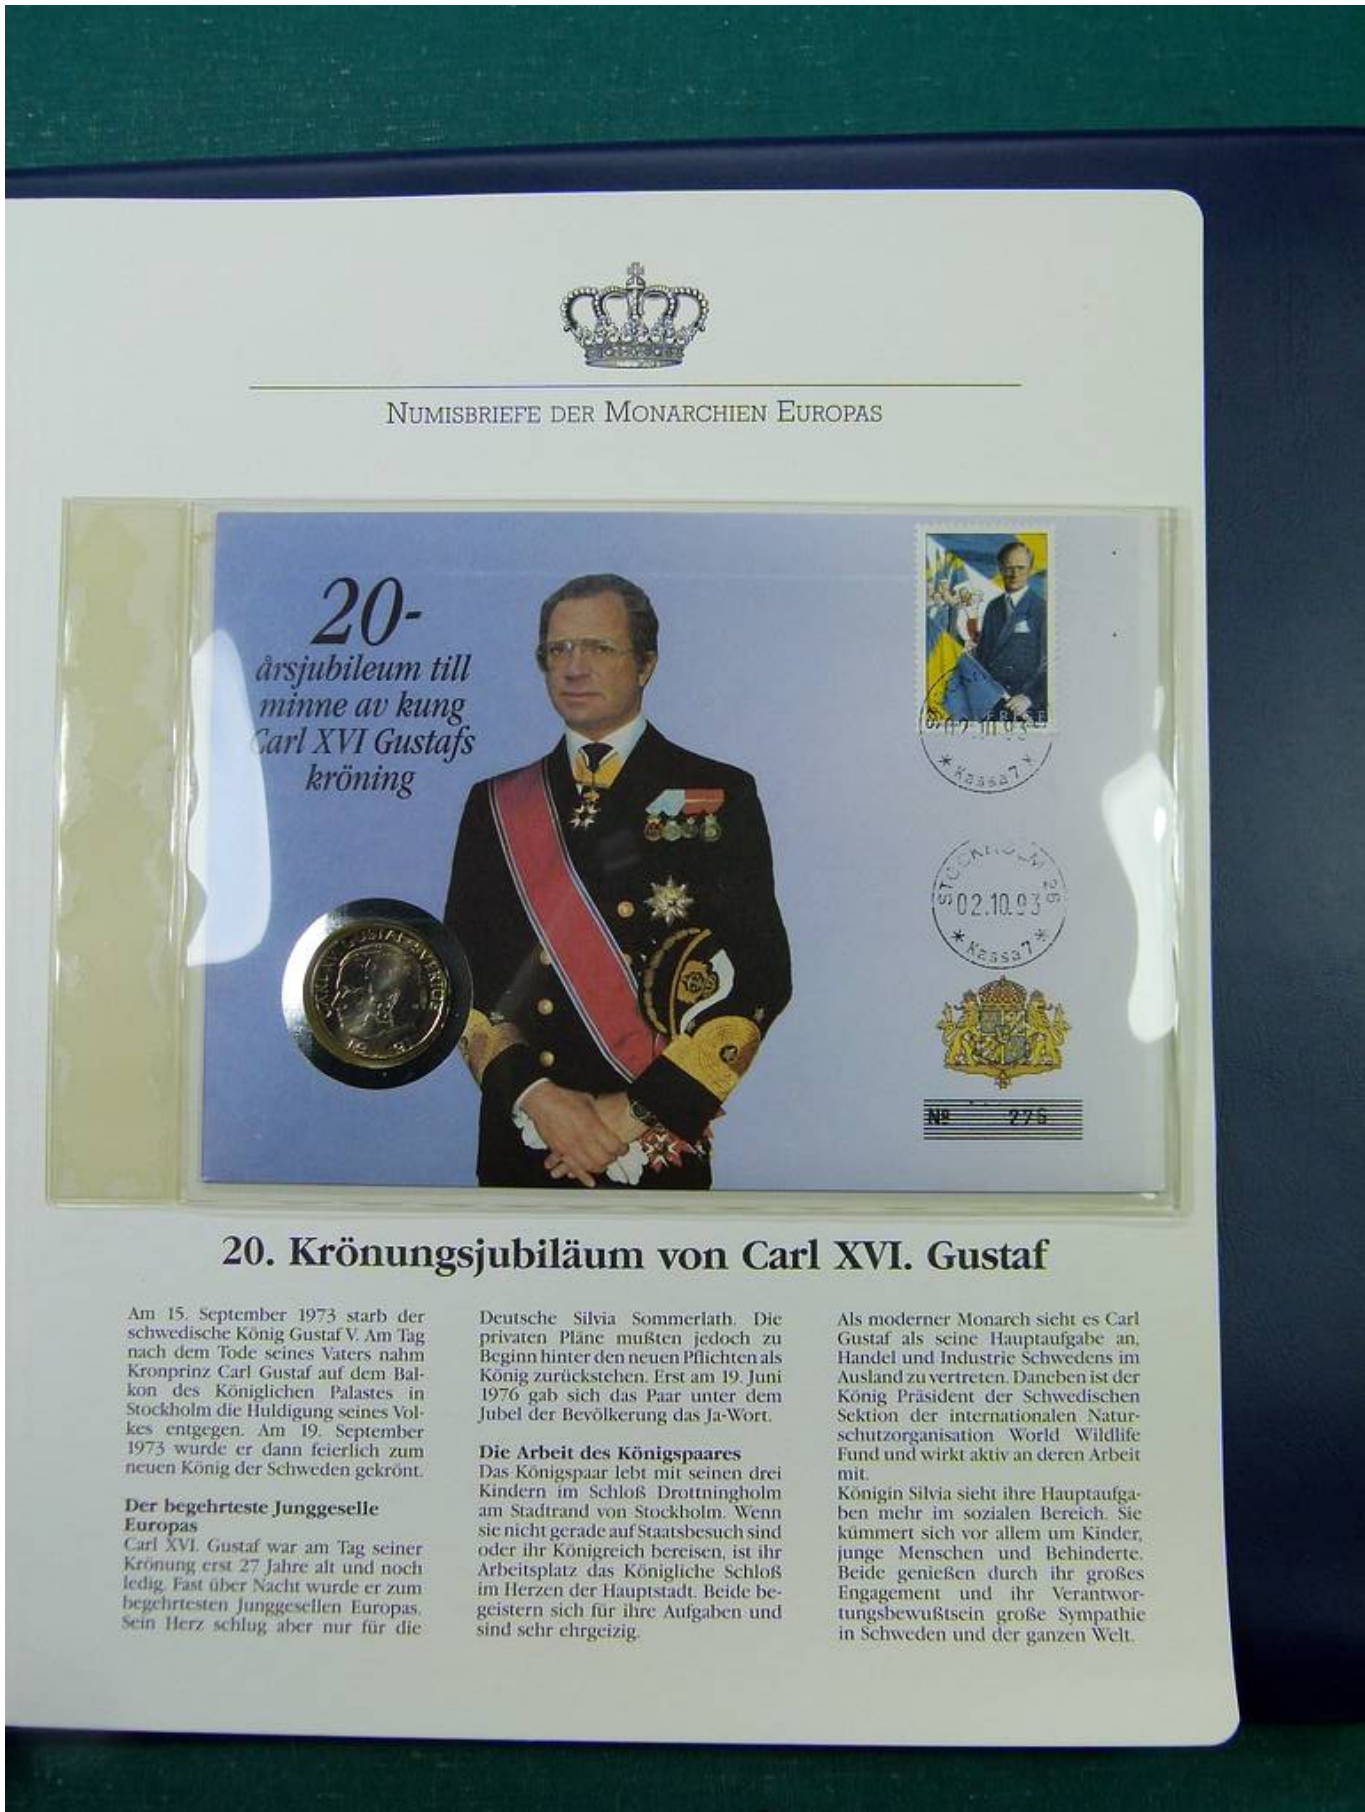 NUMISBRIEFE DER MONARCHIEN EUROPAS
20-
årsjubileum till
minne av kung
Carl XVI Gustafs
kröning
02.10.93
* Kassa 7 *
STOCKHOLM 26
02.10.93
* Kassa 7 *
Nº 276
20. Krönungsjubiläum von Carl XVI. Gustaf
Am 15. September 1973 starb der
schwedische König Gustaf V. Am Tag
nach dem Tode seines Vaters nahm
Kronprinz Carl Gustaf auf dem Bal-
kon des Königlichen Palastes in
Stockholm die Huldigung seines Vol-
kes entgegen. Am 19. September
1973 wurde er dann feierlich zum
neuen König der Schweden gekrönt.
Der begehrteste Junggeselle
Europas
Carl XVI. Gustaf war am Tag seiner
Krönung erst 27 Jahre alt und noch
ledig. Fast über Nacht wurde er zum
begehrtesten Junggesellen Europas.
Sein Herz schlug aber nur für die
Deutsche Silvia Sommerlath. Die
privaten Pläne mußten jedoch zu
Beginn hinter den neuen Pflichten als
König zurückstehen. Erst am 19. Juni
1976 gab sich das Paar unter dem
Jubel der Bevölkerung das Ja-Wort.
Die Arbeit des Königspaares
Das Königspaar lebt mit seinen drei
Kindern im Schloß Drottningholm
am Stadtrand von Stockholm. Wenn
sie nicht gerade auf Staatsbesuch sind
oder ihr Königreich bereisen, ist ihr
Arbeitsplatz das Königliche Schloß
im Herzen der Hauptstadt. Beide be-
geistern sich für ihre Aufgaben und
sind sehr ehrgeizig.
Als moderner Monarch sieht es Carl
Gustaf als seine Hauptaufgabe an,
Handel und Industrie Schwedens im
Ausland zu vertreten. Daneben ist der
König Präsident der Schwedischen
Sektion der internationalen Natur-
schutzorganisation World Wildlife
Fund und wirkt aktiv an deren Arbeit
mit.
Königin Silvia sieht ihre Hauptaufga-
ben mehr im sozialen Bereich. Sie
kümmert sich vor allem um Kinder,
junge Menschen und Behinderte.
Beide genießen durch ihr großes
Engagement und ihr Verantwor-
tungsbewußtsein große Sympathie
in Schweden und der ganzen Welt.